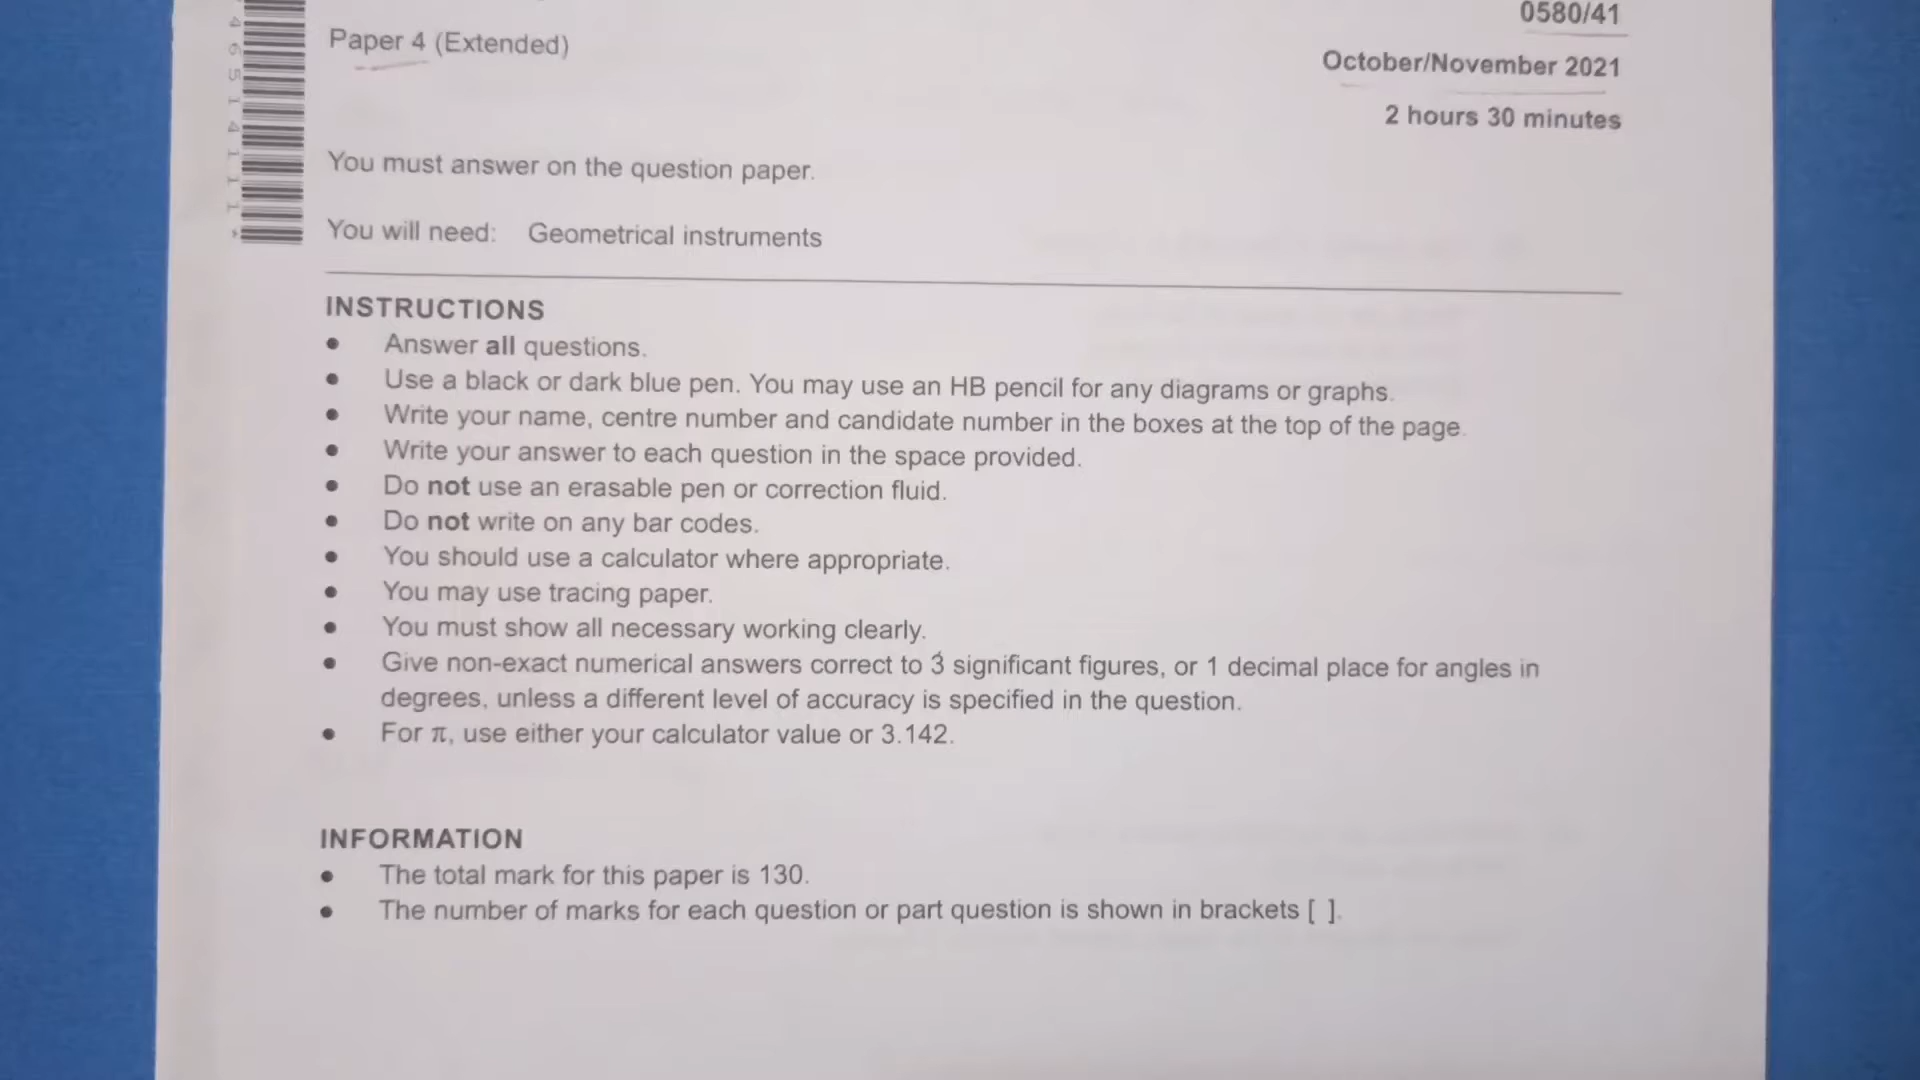 0580/41
Paper 4 (Extended)
October/November 2021
2 hours 30 minutes
You must answer on the question paper.
You will need: Geometrical instruments
INSTRUCTIONS
● Answer all questions.
● Use a black or dark blue pen. You may use an HB pencil for any diagrams or graphs.
● Write your name, centre number and candidate number in the boxes at the top of the page.
● Write your answer to each question in the space provided.
● Do not use an erasable pen or correction fluid.
● Do not write on any bar codes.
● You should use a calculator where appropriate.
● You may use tracing paper.
● You must show all necessary working clearly.
● Give non-exact numerical answers correct to 3 significant figures, or 1 decimal place for angles in
degrees, unless a different level of accuracy is specified in the question.
● For π, use either your calculator value or 3.142.
INFORMATION
● The total mark for this paper is 130.
● The number of marks for each question or part question is shown in brackets [ ].